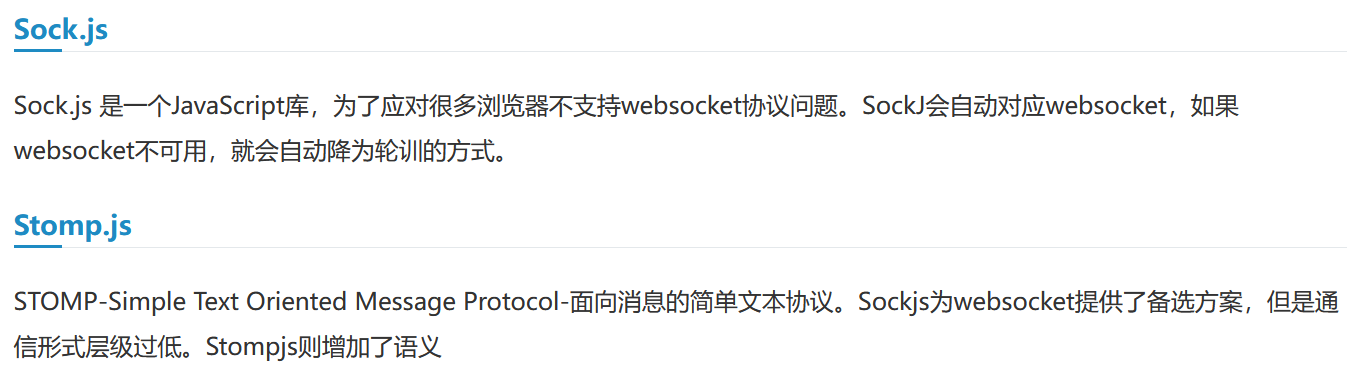 Sock.js
Sock.js 是一个JavaScript库，为了应对很多浏览器不支持websocket协议问题。SockJ会自动对应websocket，如果
websocket不可用，就会自动降为轮训的方式。
Stomp.js
STOMP-Simple Text Oriented Message Protocol-面向消息的简单文本协议。Sockjs为websocket提供了备选方案，但是通
信形式层级过低。Stompjs则增加了语义